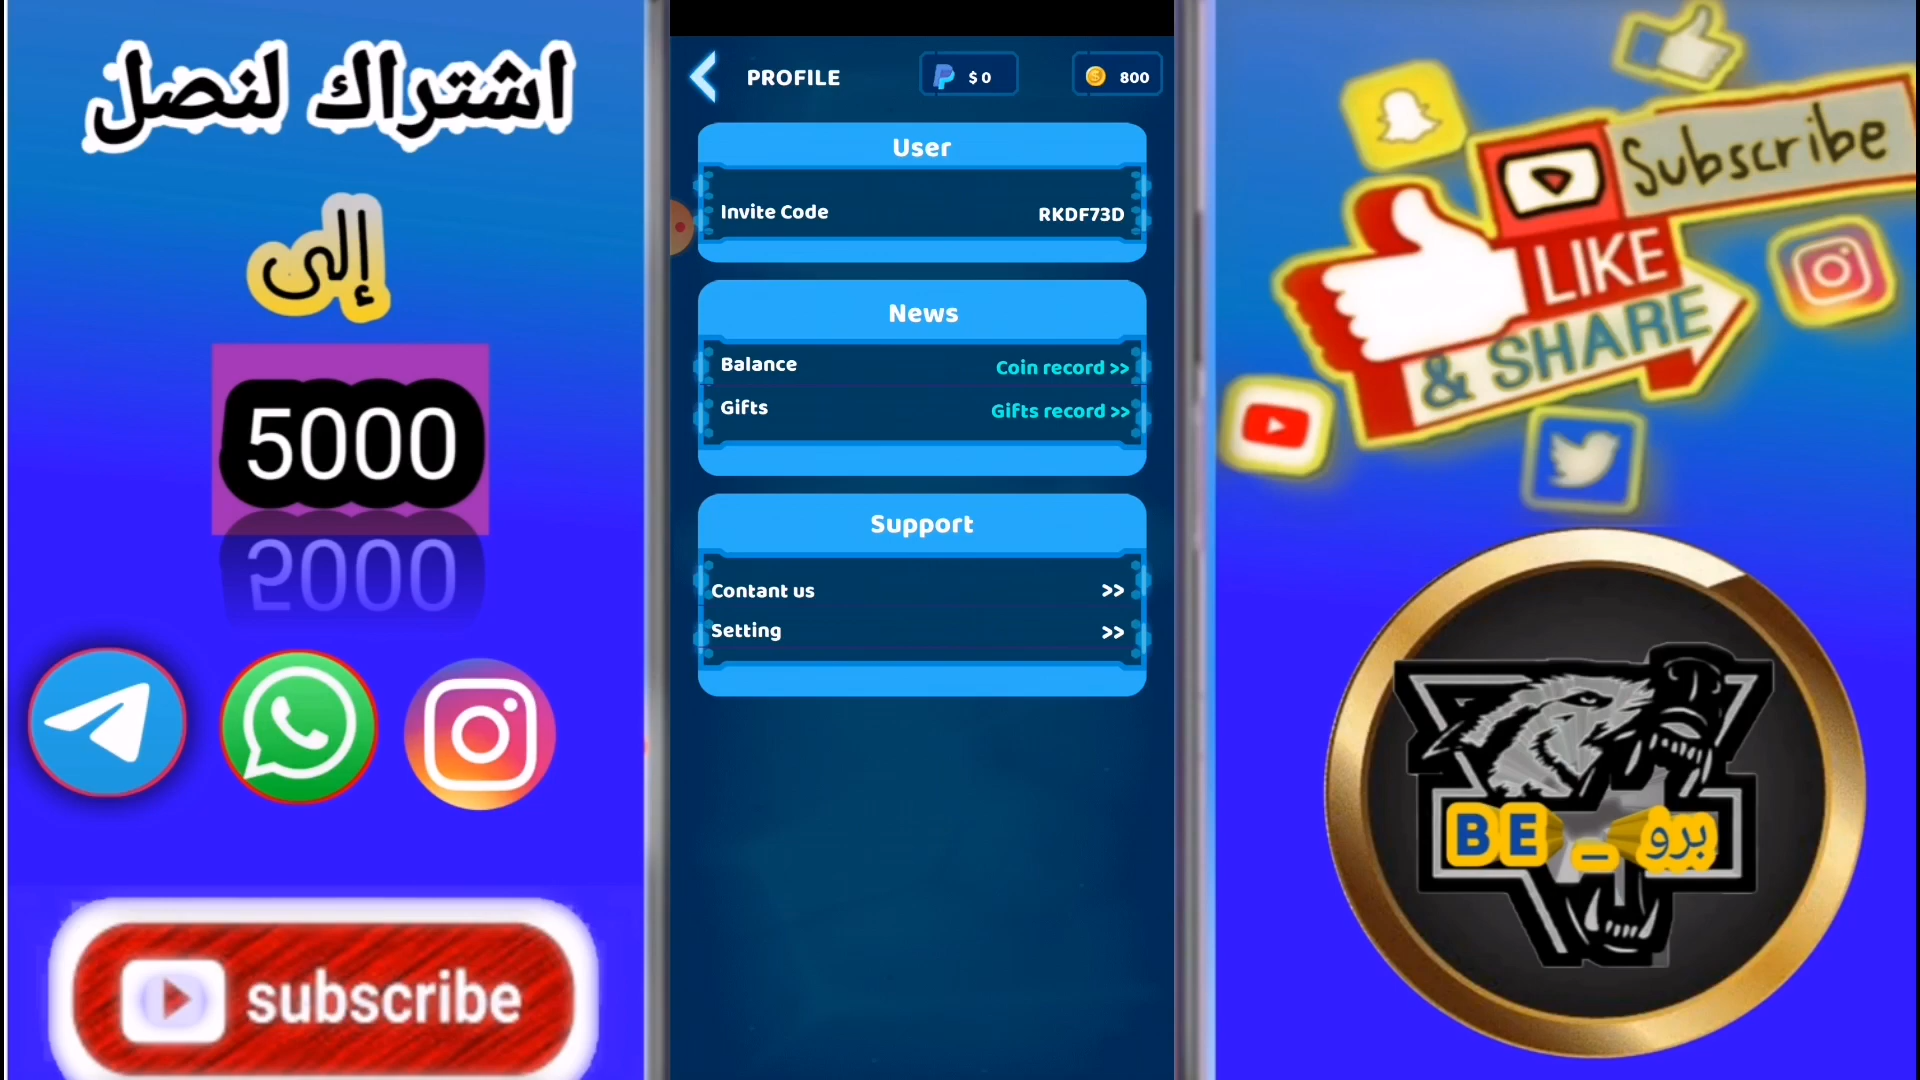 اشتراك لنصل
إلى
5000
5000
subscribe
PROFILE
$ 0
800
User
Invite Code
RKDF73D
News
Balance
Coin record >>
Gifts
Gifts record >>
Support
Contant us
>>
Setting
>>
Subscribe
LIKE
& SHARE
BE _ برو